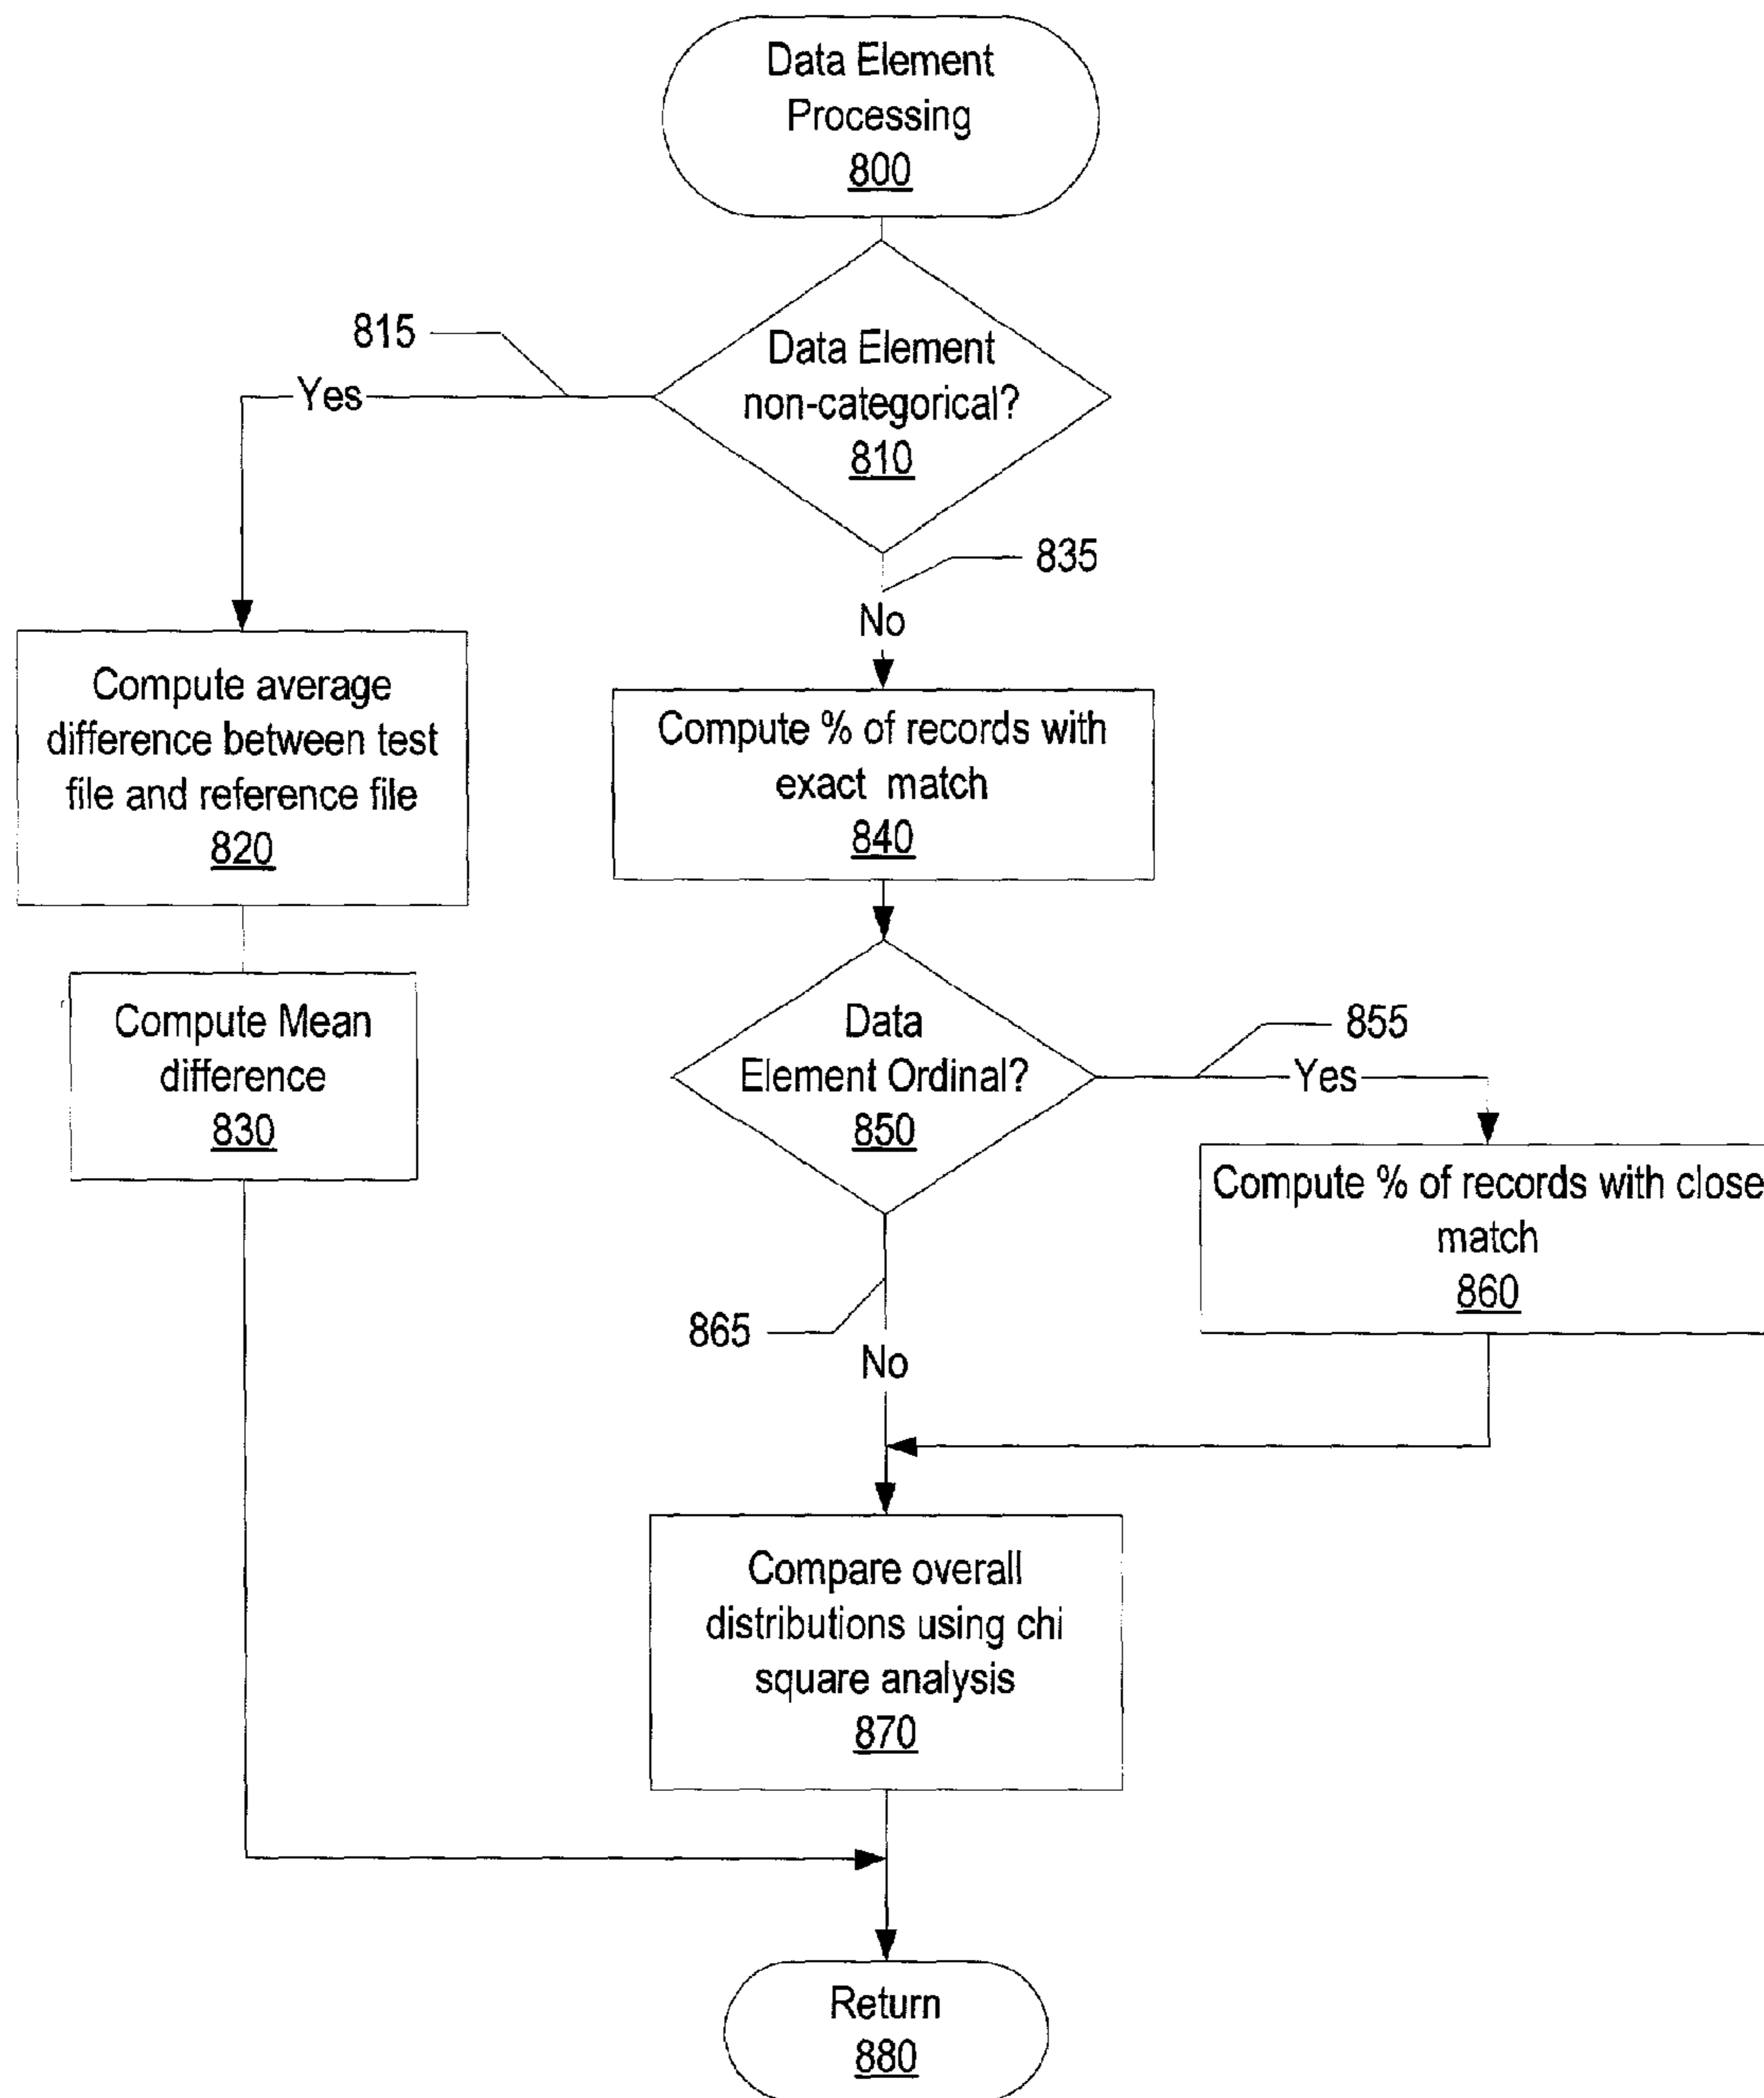 Data Element
Processing
800
815
Data Element
non-categorical?
810
Yes
835
No
Compute average
difference between test
file and reference file
820
Compute % of records with
exact match
840
Compute Mean
difference
830
Data
Element Ordinal?
850
855
Yes
Compute % of records with close
match
860
865
No
Compare overall
distributions using chi
square analysis
870
Return
880